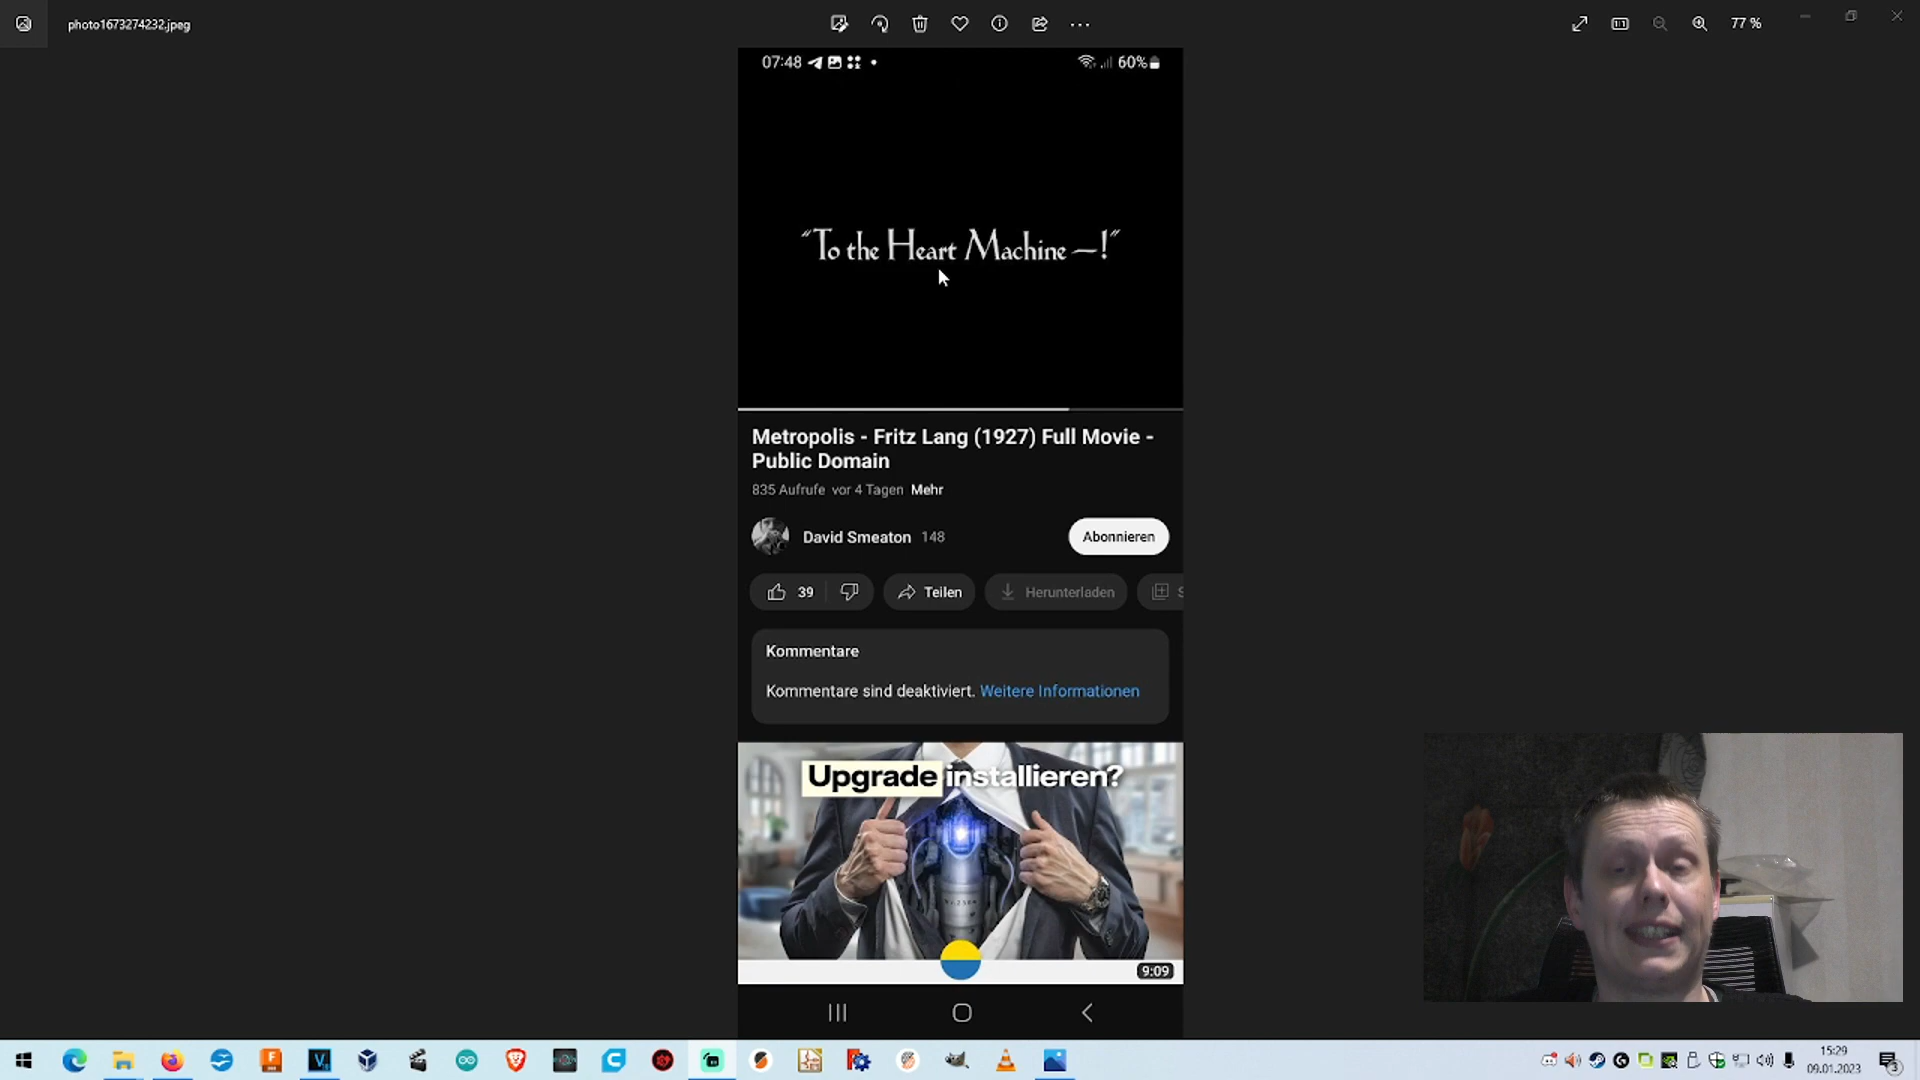 photo1673274232.jpeg
77 %
07:48
60%
“To the Heart Machine —!”
Metropolis - Fritz Lang (1927) Full Movie -
Public Domain
835 Aufrufe vor 4 Tagen Mehr
David Smeaton 148
Abonnieren
39
Teilen
Herunterladen
S
Kommentare
Kommentare sind deaktiviert. Weitere Informationen
Upgrade installieren?
9:09
15:29
09.01.2023